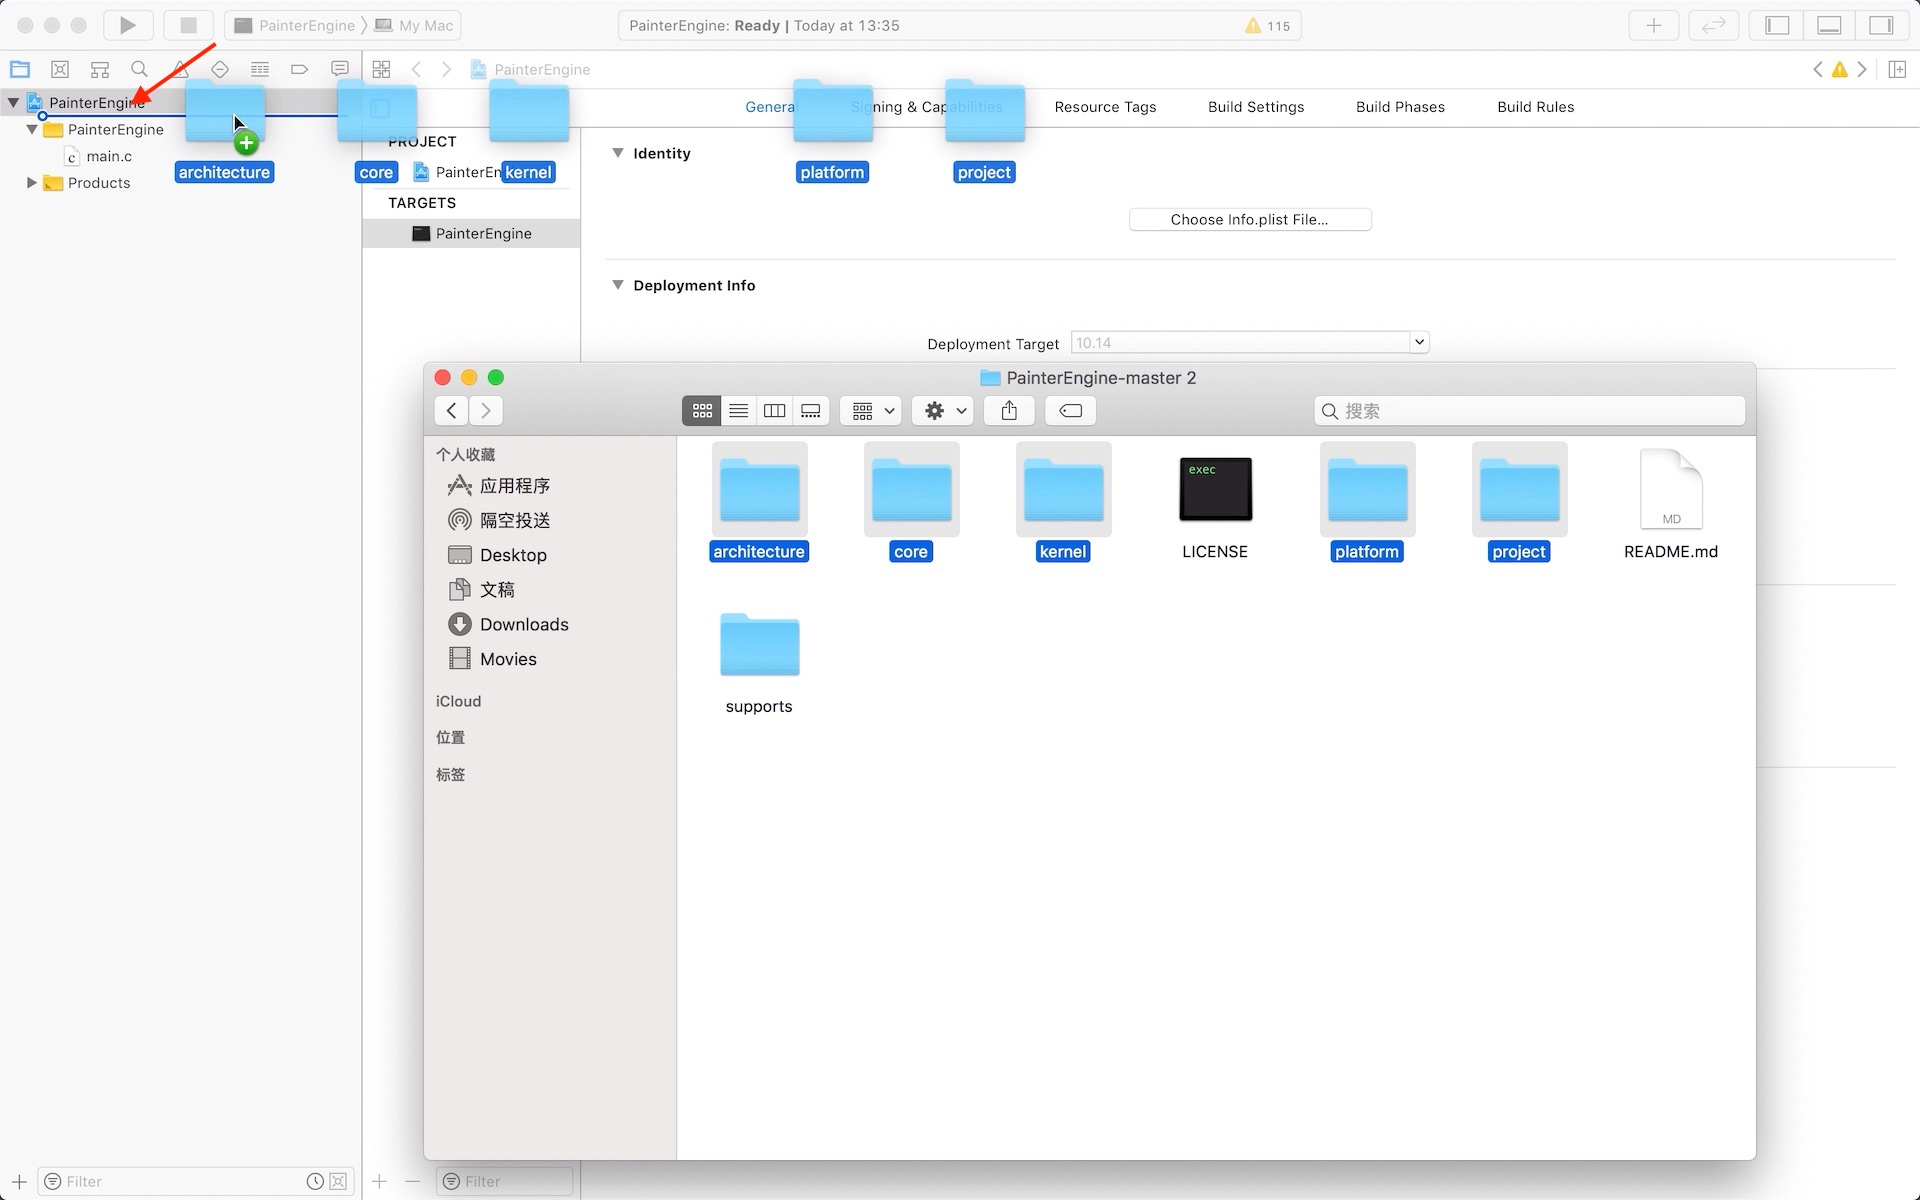 PainterEngine 〉 My Mac
PainterEngine: Ready | Today at 13:35
115
PainterEngine
PainterEngine
PainterEngine
c main.c
Products
architecture
core
kernel
platform
project
General
Signing & Capabilities
Resource Tags
Build Settings
Build Phases
Build Rules
PROJECT
PainterEn
TARGETS
PainterEngine
Identity
Choose Info.plist File...
Deployment Info
Deployment Target 10.14
PainterEngine-master 2
搜索
个人收藏
应用程序
隔空投送
Desktop
文稿
Downloads
Movies
iCloud
位置
标签
exec
MD
architecture
core
kernel
LICENSE
platform
project
README.md
supports
Filter
Filter